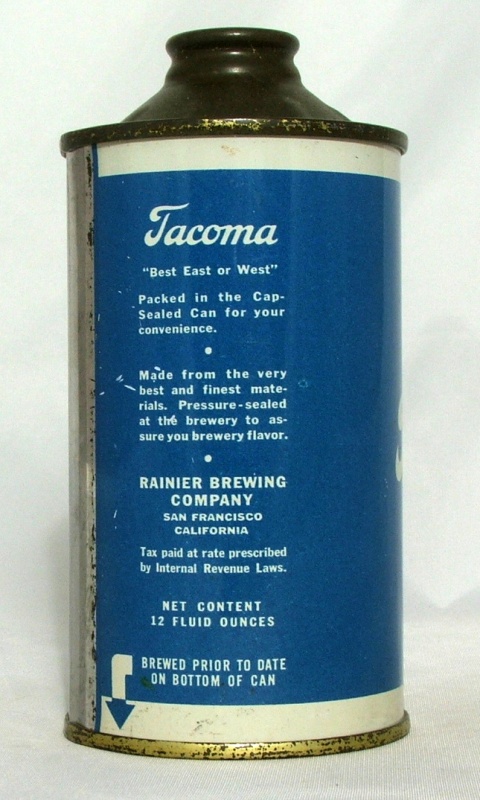 Tacoma
"Best East or West"
Packed in the Cap-
Sealed Can for your
convenience.
Made from the very
best and finest mate-
rials. Pressure-sealed
at the brewery to as-
sure you brewery flavor.
RAINIER BREWING
COMPANY
SAN FRANCISCO
CALIFORNIA
Tax paid at rate prescribed
by Internal Revenue Laws.
NET CONTENT
12 FLUID OUNCES
BREWED PRIOR TO DATE
ON BOTTOM OF CAN